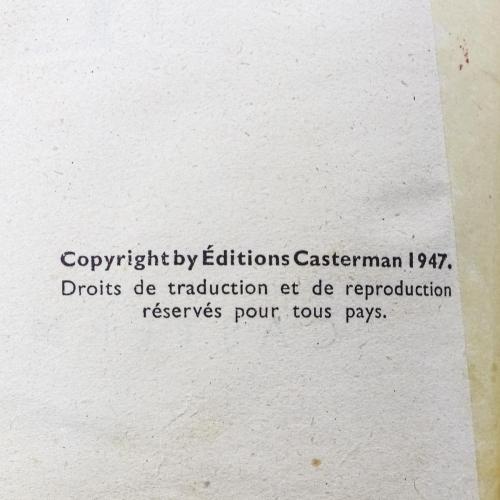 Copyright by Éditions Casterman 1947.
Droits de traduction et de reproduction
réservés pour tous pays.